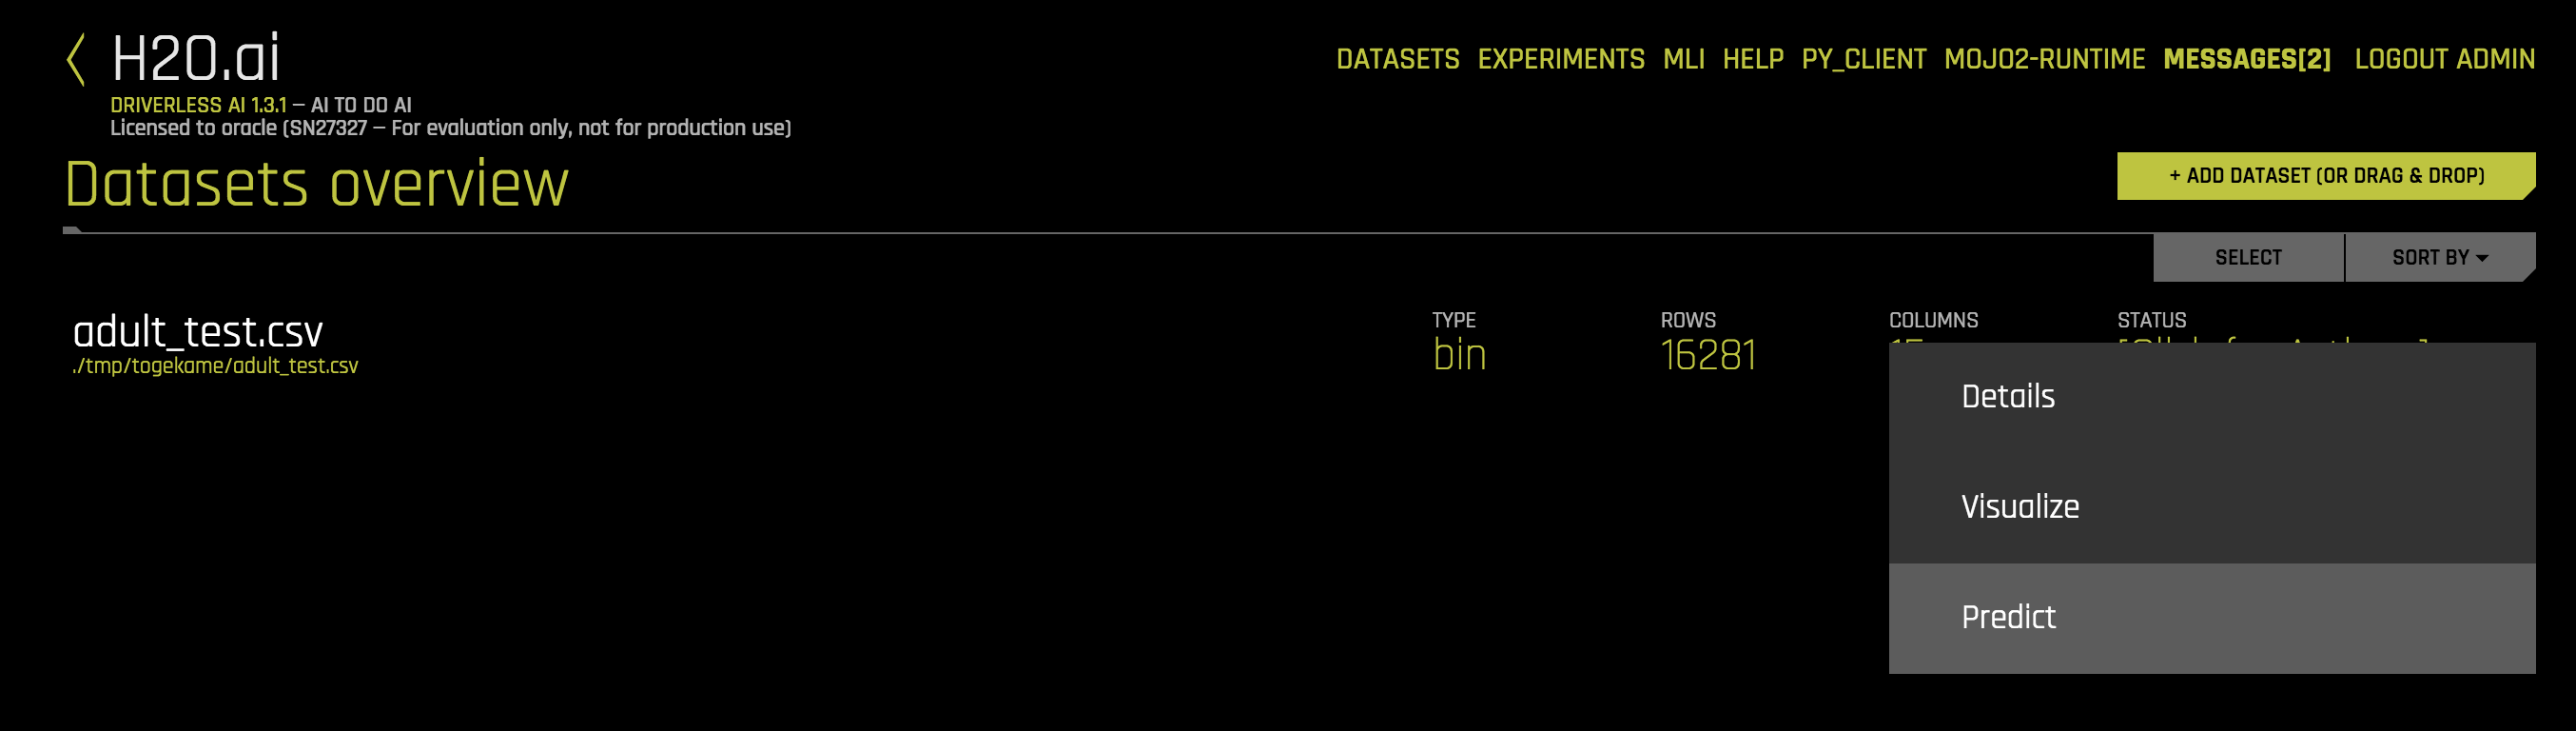 H2O.ai
DATASETS EXPERIMENTS MLI HELP PY_CLIENT MOJO2-RUNTIME MESSAGES[2] LOGOUT ADMIN
DRIVERLESS AI 1.3.1 – AI TO DO AI
Licensed to oracle (SN27327 – For evaluation only, not for production use)
Datasets overview
+ ADD DATASET (OR DRAG & DROP)
SELECT
SORT BY
adult_test.csv
./tmp/togekame/adult_test.csv
TYPE
bin
ROWS
16281
COLUMNS
STATUS
Details
Visualize
Predict